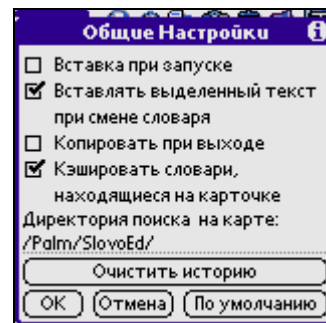 Общие Настройки
Вставка при запуске
Вставлять выделенный текст
при смене словаря
Копировать при выходе
Кэшировать словари,
находящиеся на карточке
Директория поиска на карте:
/Palm/SlovoEd/
Очистить историю
OK Отмена По умолчанию